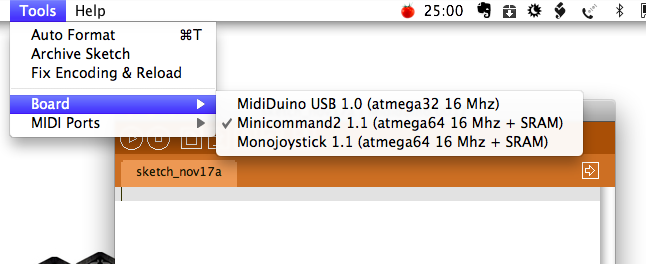 Tools Help 25:00
Auto Format ⌘T
Archive Sketch
Fix Encoding & Reload
Board
MIDI Ports
MidiDuino USB 1.0 (atmega32 16 Mhz)
✓ Minicommand2 1.1 (atmega64 16 Mhz + SRAM)
Monojoystick 1.1 (atmega64 16 Mhz + SRAM)
sketch_nov17a